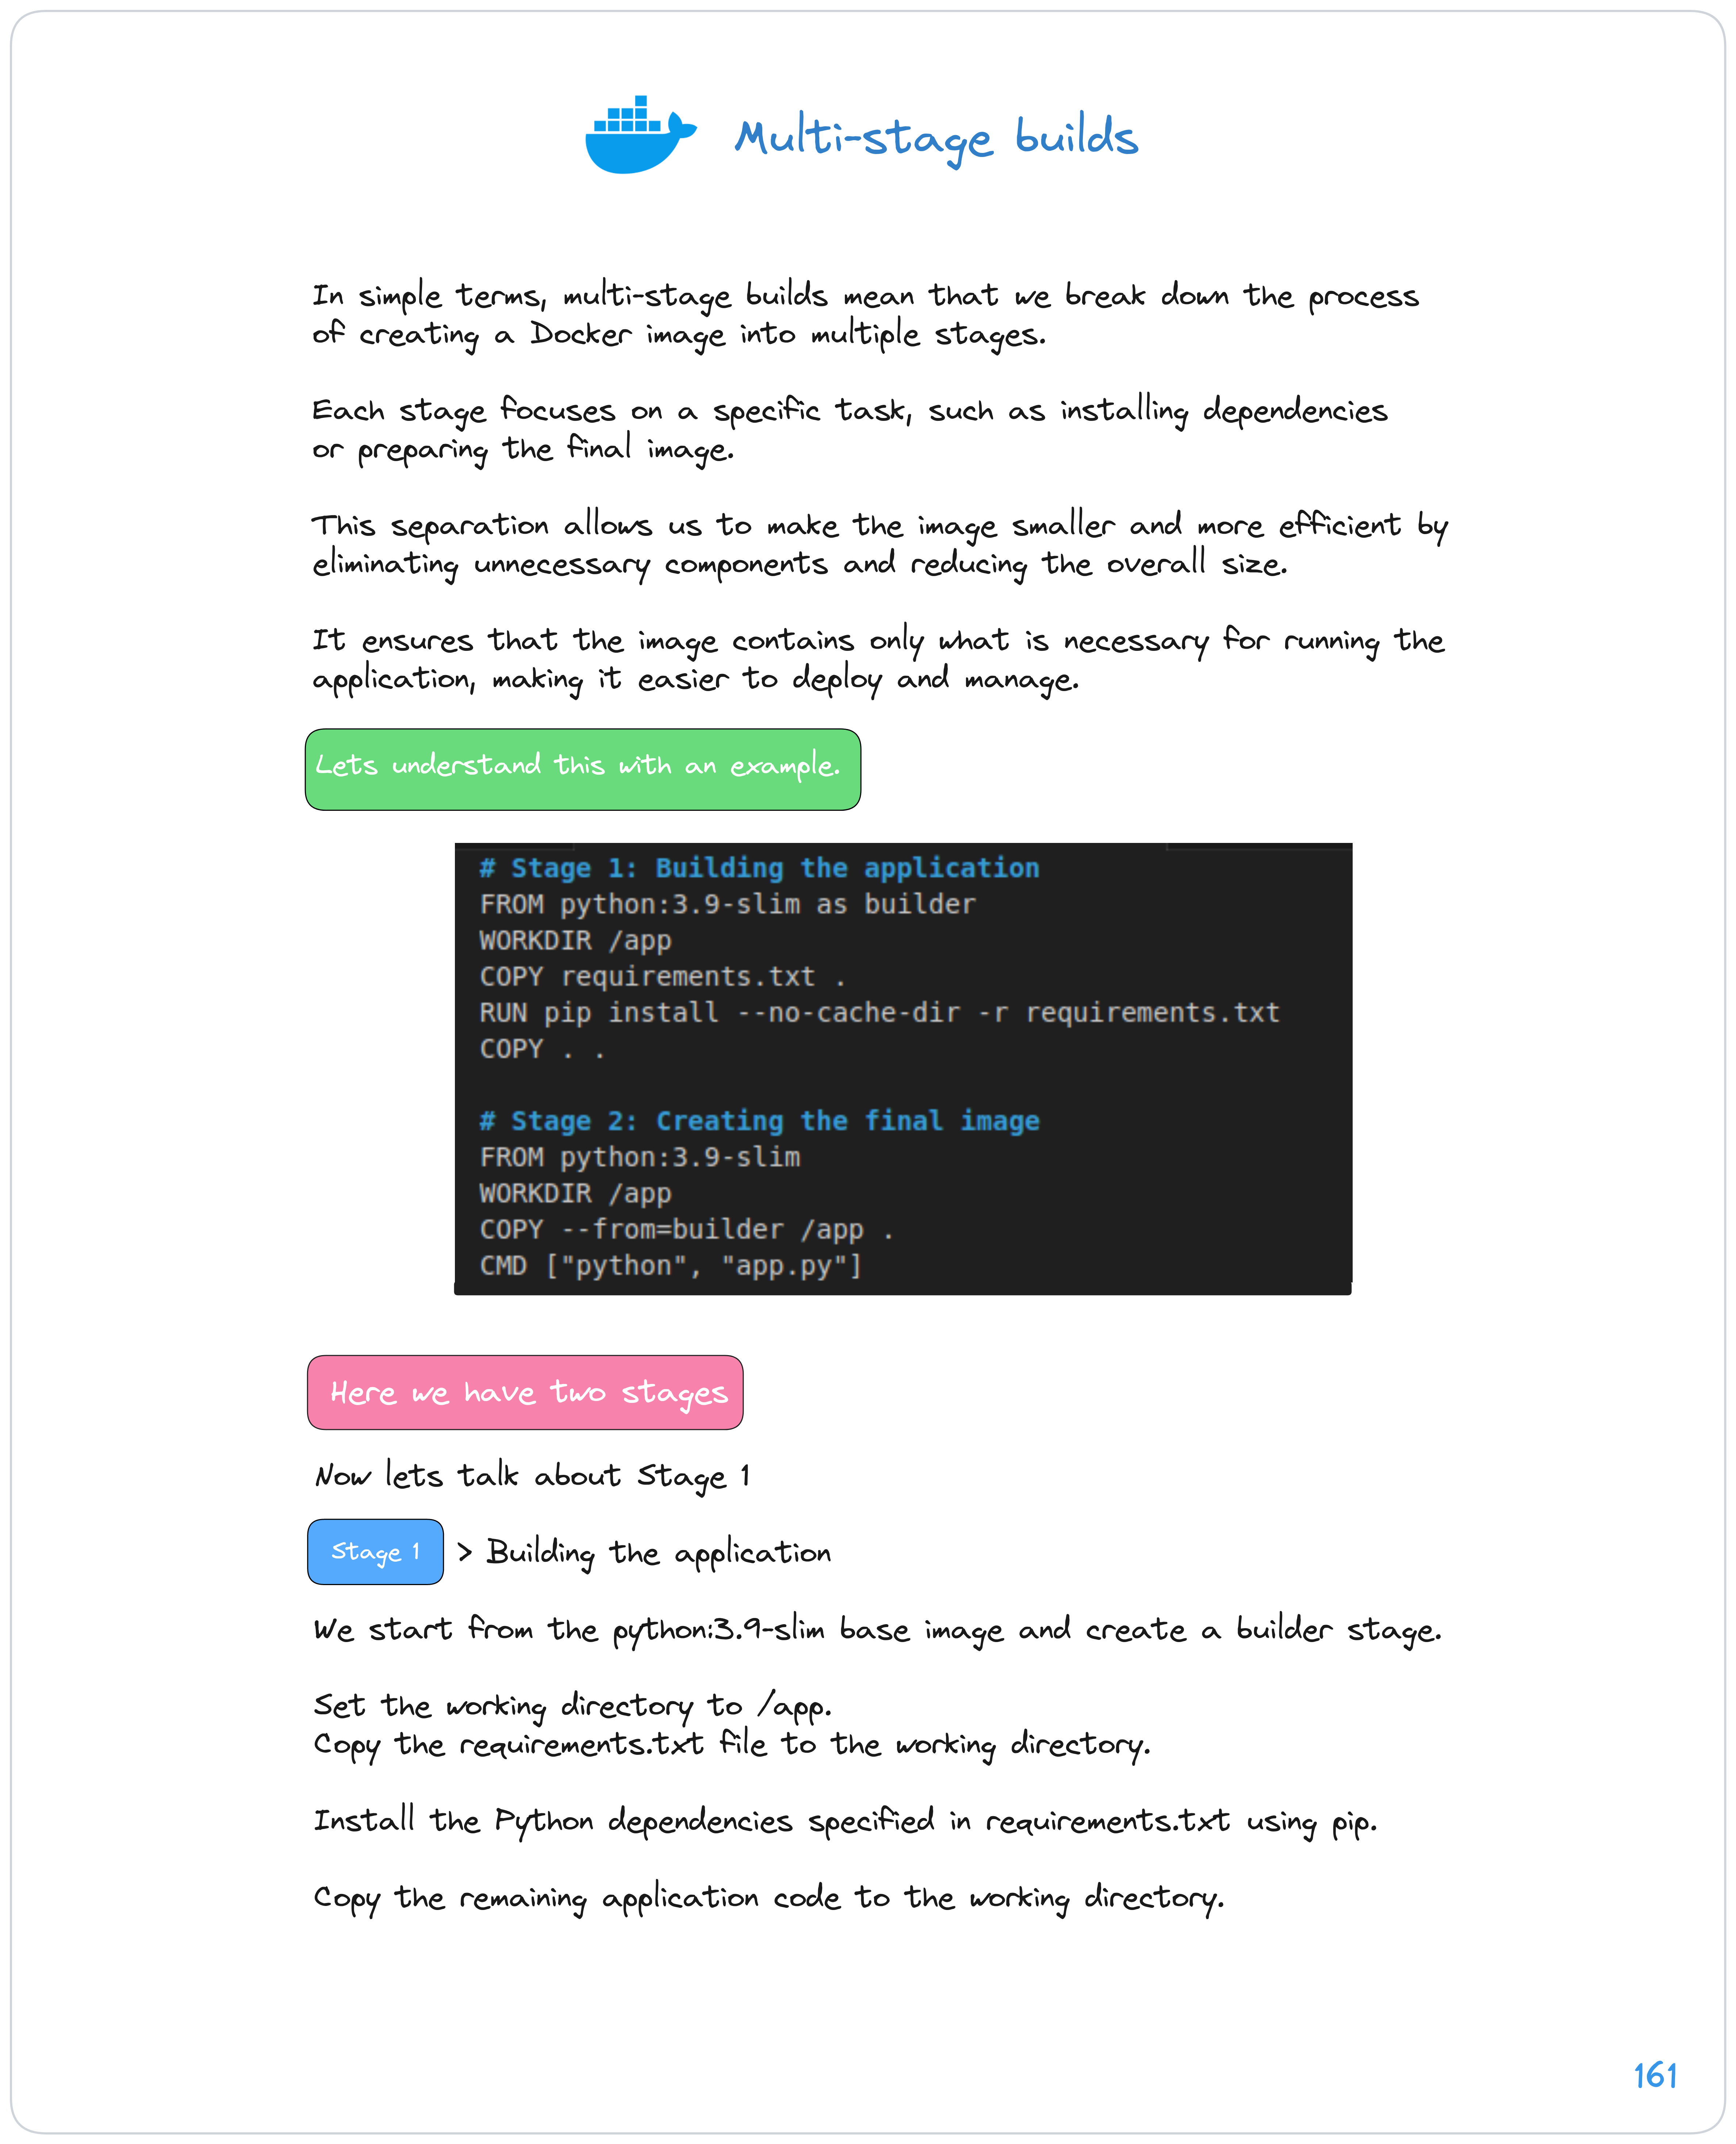 Multi-stage builds
In simple terms, multi-stage builds mean that we break down the process
of creating a Docker image into multiple stages.
Each stage focuses on a specific task, such as installing dependencies
or preparing the final image.
This separation allows us to make the image smaller and more efficient by
eliminating unnecessary components and reducing the overall size.
It ensures that the image contains only what is necessary for running the
application, making it easier to deploy and manage.
Lets understand this with an example.
# Stage 1: Building the application
FROM python:3.9-slim as builder
WORKDIR /app
COPY requirements.txt .
RUN pip install --no-cache-dir -r requirements.txt
COPY . .
# Stage 2: Creating the final image
FROM python:3.9-slim
WORKDIR /app
COPY --from=builder /app .
CMD ["python", "app.py"]
Here we have two stages
Now lets talk about Stage 1
Stage 1 > Building the application
We start from the python:3.9-slim base image and create a builder stage.
Set the working directory to /app.
Copy the requirements.txt file to the working directory.
Install the Python dependencies specified in requirements.txt using pip.
Copy the remaining application code to the working directory.
161